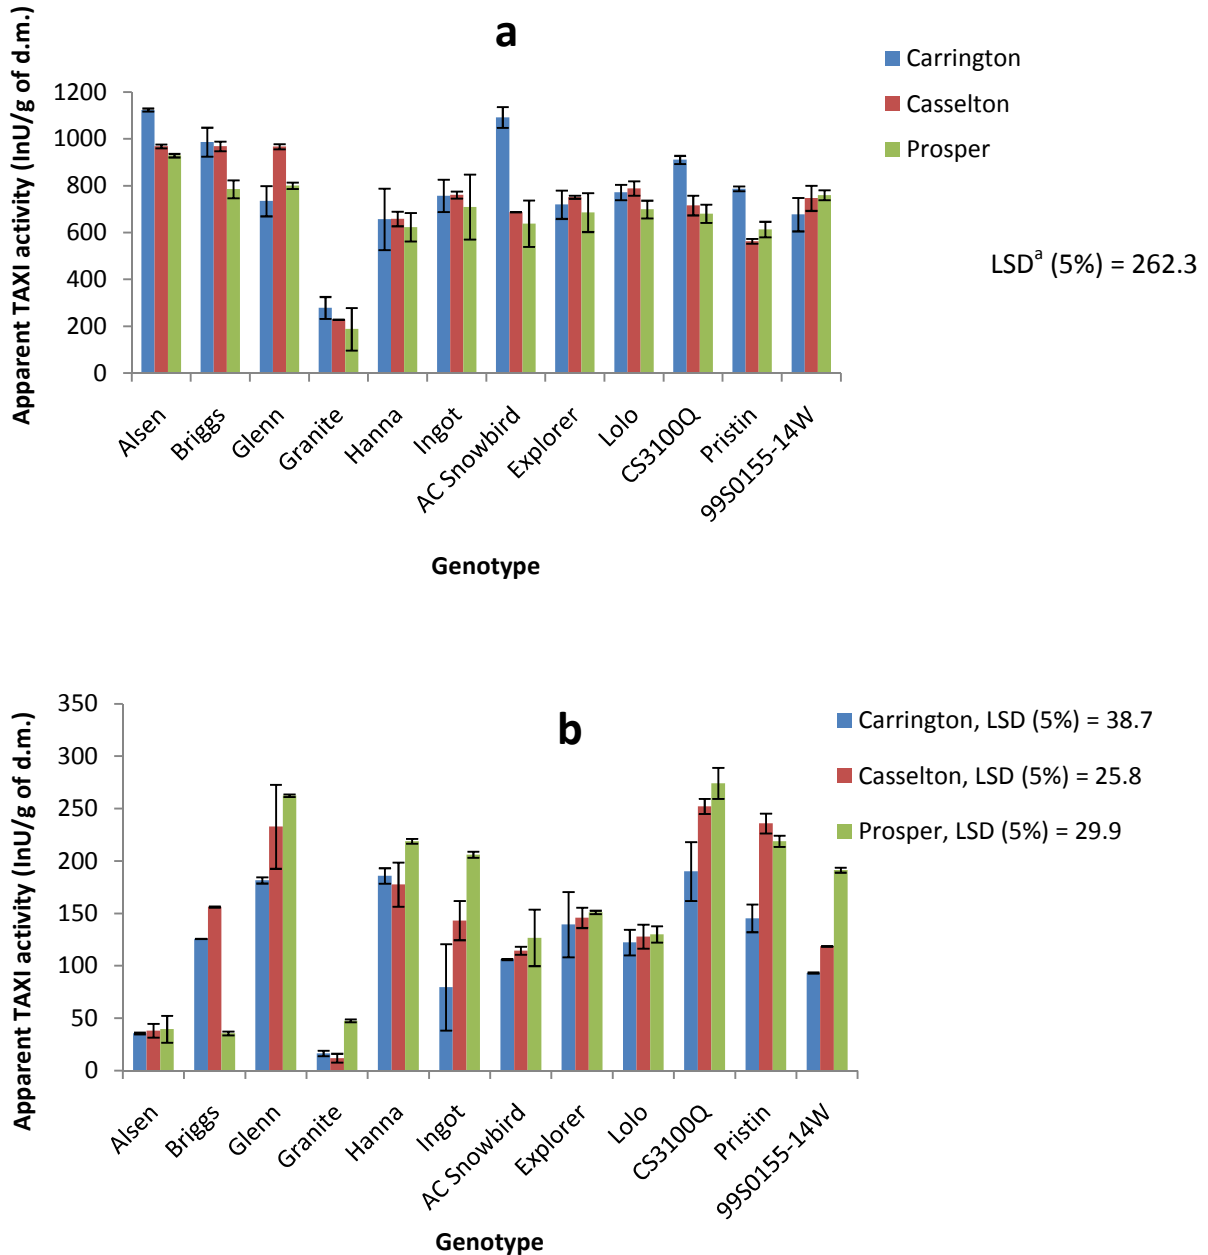 a
Apparent TAXI activity (InU/g of d.m.)
1200
1000
800
600
400
200
0
Alsen
Briggs
Glenn
Granite
Hanna
Ingot
AC Snowbird
Explorer
Lolo
CS3100Q
Pristin
99S0155-14W
Genotype
Carrington
Casselton
Prosper
LSDᵃ (5%) = 262.3
b
Apparent TAXI activity (InU/g of d.m.)
350
300
250
200
150
100
50
0
Alsen
Briggs
Glenn
Granite
Hanna
Ingot
AC Snowbird
Explorer
Lolo
CS3100Q
Pristin
99S0155-14W
Genotype
Carrington, LSD (5%) = 38.7
Casselton, LSD (5%) = 25.8
Prosper, LSD (5%) = 29.9